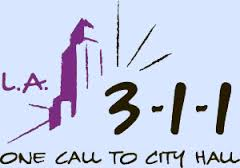 L.A.
3-1-1
ONE CALL TO CITY HALL